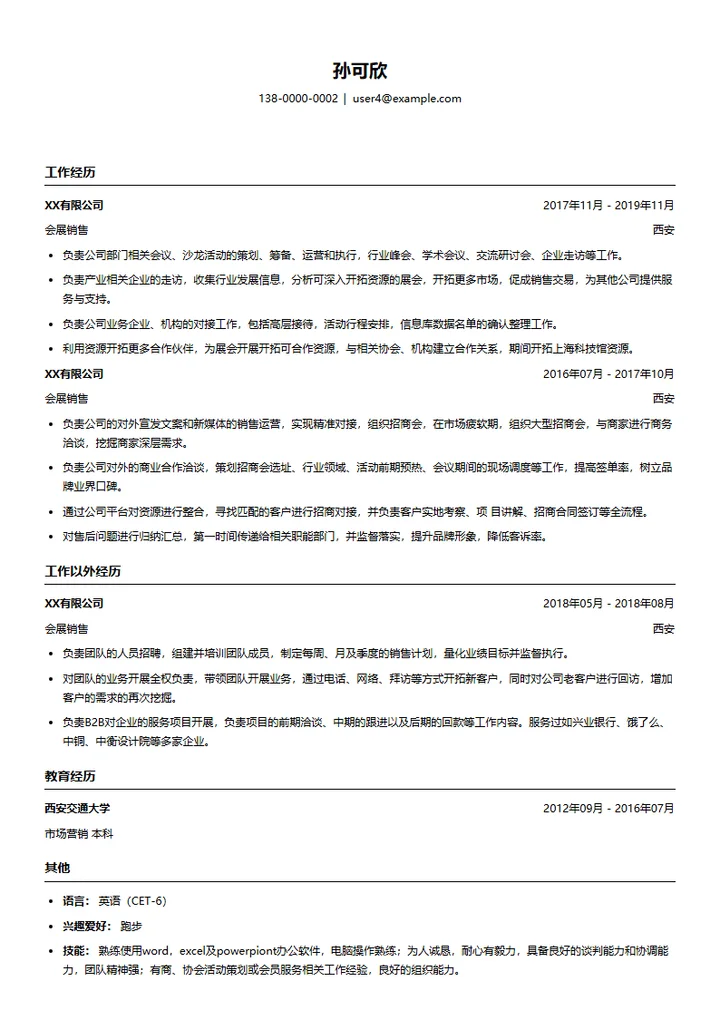 孙可欣
138-0000-0002 | user4@example.com
工作经历
XX有限公司 2017年11月 - 2019年11月
会展销售 西安
• 负责公司部门相关会议、沙龙活动的策划、筹备、运营和执行，行业峰会、学术会议、交流研讨会、企业走访等工作。
• 负责产业相关企业的走访，收集行业发展信息，分析可深入开拓资源的展会，开拓更多市场，促成销售交易，为其他公司提供服
务与支持。
• 负责公司业务企业、机构的对接工作，包括高层接待，活动行程安排，信息库数据名单的确认整理工作。
• 利用资源开拓更多合作伙伴，为展会开展开拓可合作资源，与相关协会、机构建立合作关系，期间开拓上海科技馆资源。
XX有限公司 2016年07月 - 2017年10月
会展销售 西安
• 负责公司的对外宣发文案和新媒体的销售运营，实现精准对接，组织招商会，在市场疲软期，组织大型招商会，与商家进行商务
洽谈，挖掘商家深层需求。
• 负责公司对外的商业合作洽谈，策划招商会选址、行业领域、活动前期预热、会议期间的现场调度等工作，提高签单率，树立品
牌业界口碑。
• 通过公司平台对资源进行整合，寻找匹配的客户进行招商对接，并负责客户实地考察、项 目讲解、招商合同签订等全流程。
• 对售后问题进行归纳汇总，第一时间传递给相关职能部门，并监督落实，提升品牌形象，降低客诉率。
工作以外经历
XX有限公司 2018年05月 - 2018年08月
会展销售 西安
• 负责团队的人员招聘，组建并培训团队成员，制定每周、月及季度的销售计划，量化业绩目标并监督执行。
• 对团队的业务开展全权负责，带领团队开展业务，通过电话、网络、拜访等方式开拓新客户，同时对公司老客户进行回访，增加
客户的需求的再次挖掘。
• 负责B2B对企业的服务项目开展，负责项目的前期洽谈、中期的跟进以及后期的回款等工作内容。服务过如兴业银行、饿了么、
中铜、中衡设计院等多家企业。
教育经历
西安交通大学 2012年09月 - 2016年07月
市场营销 本科
其他
• 语言： 英语（CET-6）
• 兴趣爱好： 跑步
• 技能： 熟练使用word，excel及powerpiont办公软件，电脑操作熟练；为人诚恳，耐心有毅力，具备良好的谈判能力和协调能
力，团队精神强；有商、协会活动策划或会员服务相关工作经验，良好的组织能力。